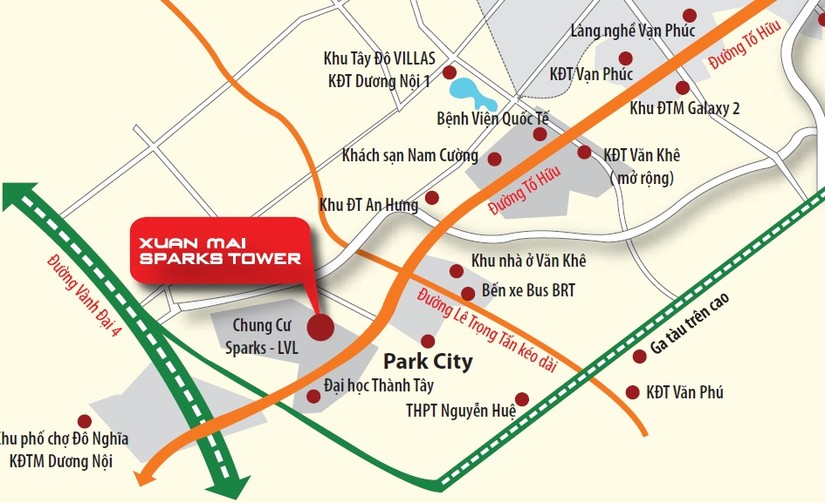 Làng nghề Vạn Phúc
Đường Tố Hữu
Khu Tây Đô VILLAS
KĐT Dương Nội 1
KĐT Vạn Phúc
Khu ĐTM Galaxy 2
Bệnh Viện Quốc Tế
Khách sạn Nam Cường
KĐT Văn Khê
( mở rộng)
Đường Tố Hữu
Khu ĐT An Hưng
XUAN MAI
SPARKS TOWER
Khu nhà ở Văn Khê
Bến xe Bus BRT
Đường Vành Đai 4
Đường Lê Trọng Tấn kéo dài
Ga tàu trên cao
Chung Cư
Sparks - LVL
Park City
Đại học Thành Tây
THPT Nguyễn Huệ
KĐT Văn Phú
Khu phố chợ Đô Nghĩa
KĐTM Dương Nội